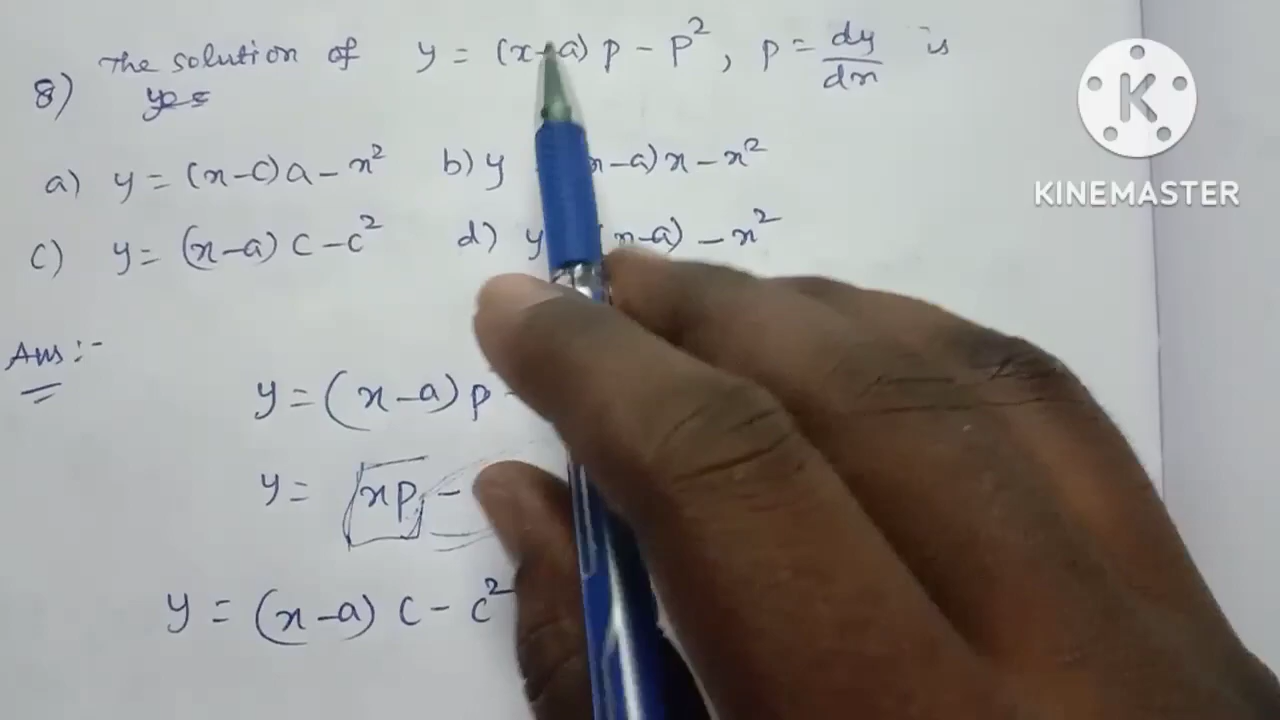 8) The solution of y = (x-a) p - p², p = dy/dx is
a) y = (x-c) a - x² b) y x-a) x - x²
c) y = (x-a) c - c² d) y (x-a) - x²
Ans :-
y = (x-a) p
y = xp -
y = (x-a) c - c²
K
KINEMASTER